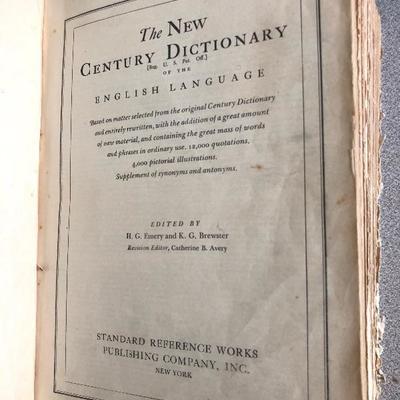 The NEW
CENTURY DICTIONARY
[Reg. U. S. Pat. Off.]
OF THE
ENGLISH LANGUAGE
Based on matter selected from the original Century Dictionary
and entirely rewritten, with the addition of a great amount
of new material, and containing the great mass of words
and phrases in ordinary use. 12,000 quotations.
4,000 pictorial illustrations.
Supplement of synonyms and antonyms.
EDITED BY
H. G. Emery and K. G. Brewster
Revision Editor, Catherine B. Avery
STANDARD REFERENCE WORKS
PUBLISHING COMPANY, INC.
NEW YORK